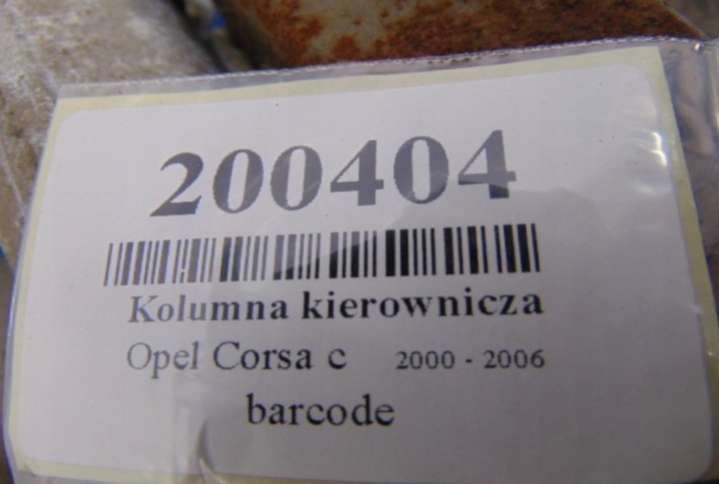 200404
Kolumna kierownicza
Opel Corsa c 2000 - 2006
barcode